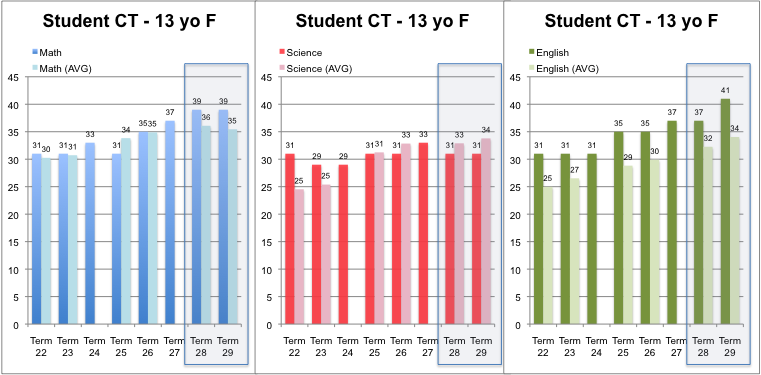 Student CT - 13 yo F
Math
Math (AVG)
45
40
35
30
25
20
15
10
5
0
31 30 31 31 33 31 34 35 35 37 39 36 39 35
Term Term Term Term Term Term Term Term
22 23 24 25 26 27 28 29
Student CT - 13 yo F
Science
Science (AVG)
45
40
35
30
25
20
15
10
5
0
31 25 29 25 29 31 31 31 33 33 31 33 31 34
Term Term Term Term Term Term Term Term
22 23 24 25 26 27 28 29
Student CT - 13 yo F
English
English (AVG)
45
40
35
30
25
20
15
10
5
0
31 25 31 27 31 35 29 35 30 37 37 32 41 34
Term Term Term Term Term Term Term Term
22 23 24 25 26 27 28 29